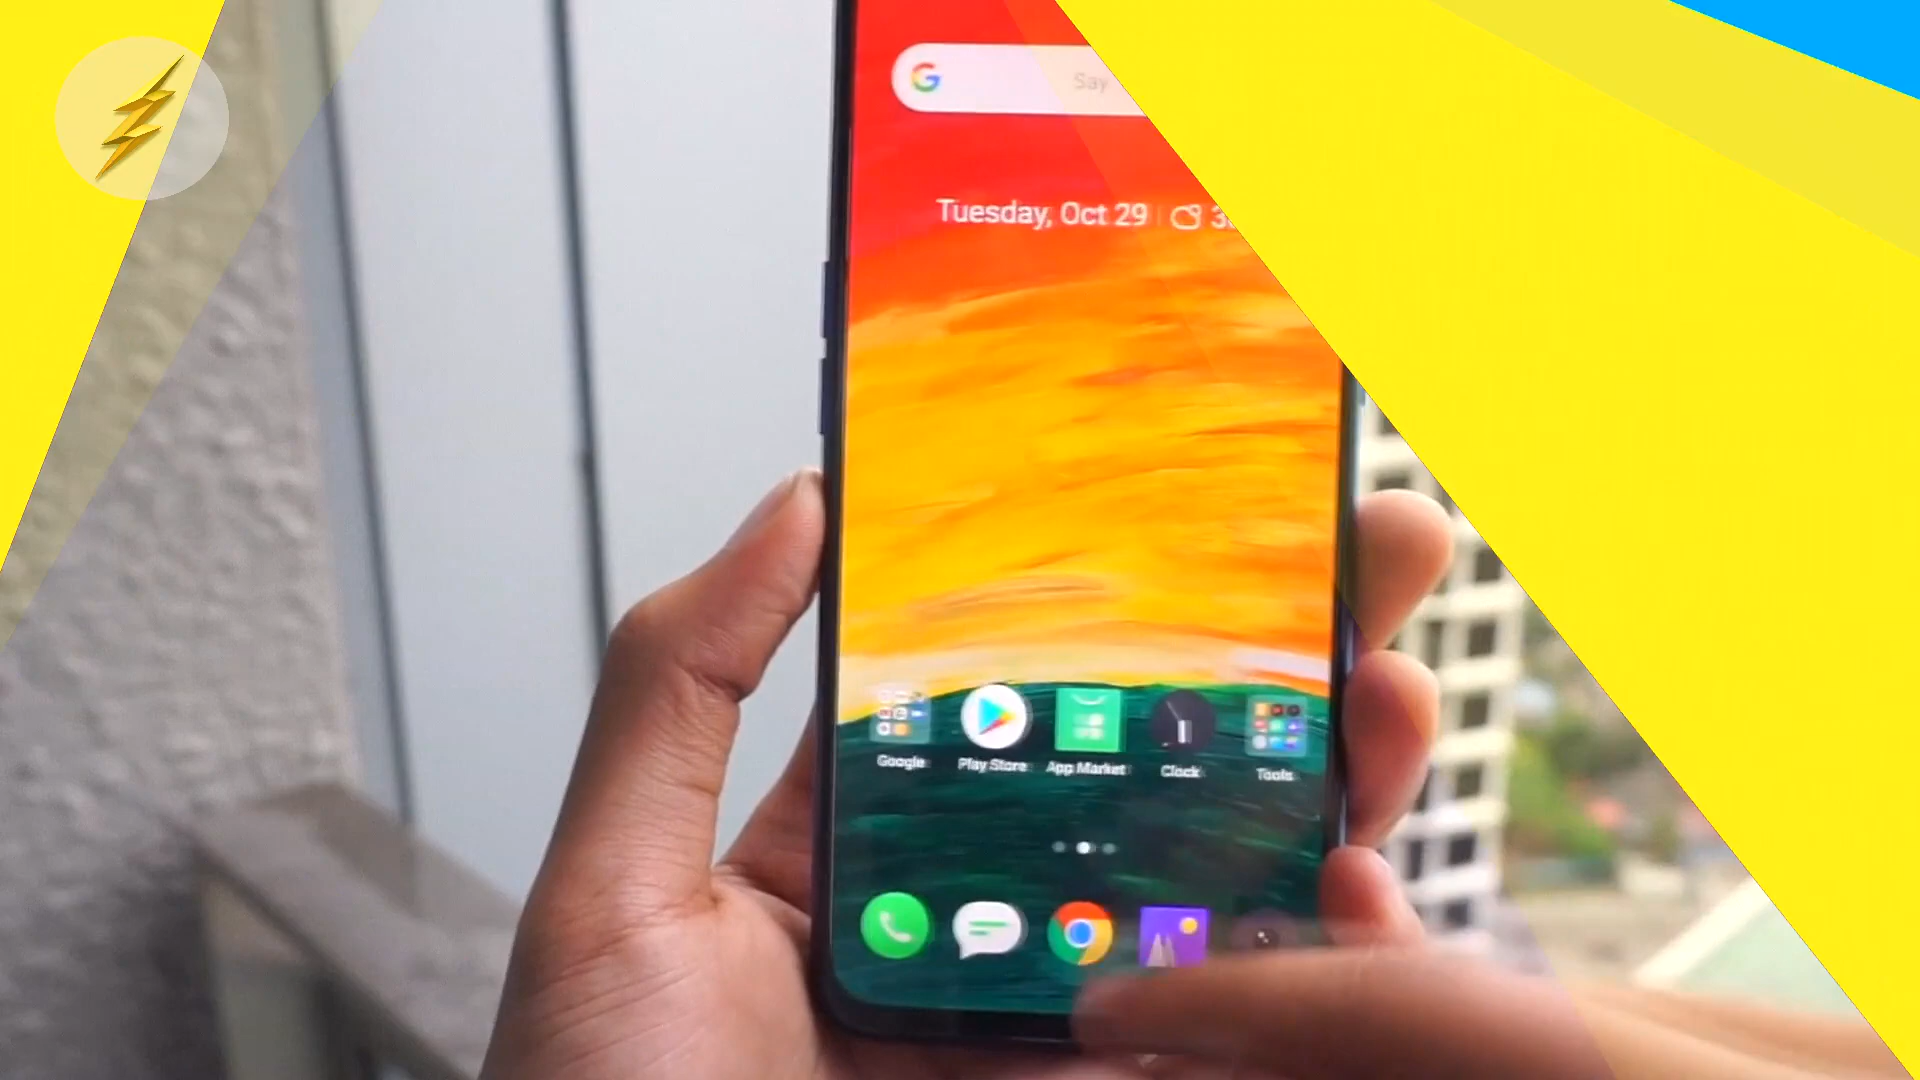 Say
Tuesday, Oct 29
Google
Play Store
App Market
Clock
Tools